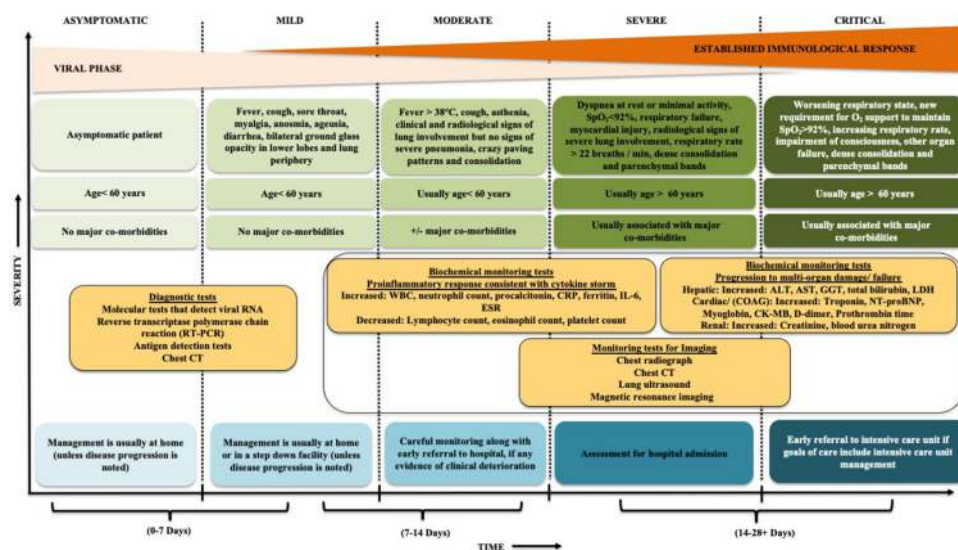 ASYMPTOMATIC
MILD
MODERATE
SEVERE
CRITICAL
ESTABLISHED IMMUNOLOGICAL RESPONSE
VIRAL PHASE
Asymptomatic patient
Fever, cough, sore throat,
myalgia, anosmia, ageusia,
diarrhea, bilateral ground glass
opacity in lower lobes and lung
periphery
Fever > 38°C, cough, asthenia,
clinical and radiological signs of
lung involvement but no signs of
severe pneumonia, crazy paving
patterns and consolidation
Dyspnea at rest or minimal activity,
SpO₂<92%, respiratory failure,
myocardial injury, radiological signs of
severe lung involvement, respiratory rate
> 22 breaths / min, dense consolidation
and parenchymal bands
Worsening respiratory state, new
requirement for O₂ support to maintain
SpO₂>92%, increasing respiratory rate,
impairment of consciousness, other organ
failure, dense consolidation and
parenchymal bands
Age< 60 years
Age< 60 years
Usually age< 60 years
Usually age > 60 years
Usually age > 60 years
No major co-morbidities
No major co-morbidities
+/- major co-morbidities
Usually associated with major
co-morbidities
Usually associated with major
co-morbidities
SEVERITY
Diagnostic tests
Molecular tests that detect viral RNA
Reverse transcriptase polymerase chain
reaction (RT-PCR)
Antigen detection tests
Chest CT
Biochemical monitoring tests
Proinflammatory response consistent with cytokine storm
Increased: WBC, neutrophil count, procalcitonin, CRP, ferritin, IL-6,
ESR
Decreased: Lymphocyte count, eosinophil count, platelet count
Biochemical monitoring tests
Progression to multi-organ damage/ failure
Hepatic: Increased: ALT, AST, GGT, total bilirubin, LDH
Cardiac/ (COAG): Increased: Troponin, NT-proBNP,
Myoglobin, CK-MB, D-dimer, Prothrombin time
Renal: Increased: Creatinine, blood urea nitrogen
Monitoring tests for Imaging
Chest radiograph
Chest CT
Lung ultrasound
Magnetic resonance imaging
Management is usually at home
(unless disease progression is
noted)
Management is usually at home
or in a step down facility (unless
disease progression is noted)
Careful monitoring along with
early referral to hospital, if any
evidence of clinical deterioration
Assessment for hospital admission
Early referral to intensive care unit if
goals of care include intensive care unit
management
(0-7 Days)
(7-14 Days)
(14-28+ Days)
TIME